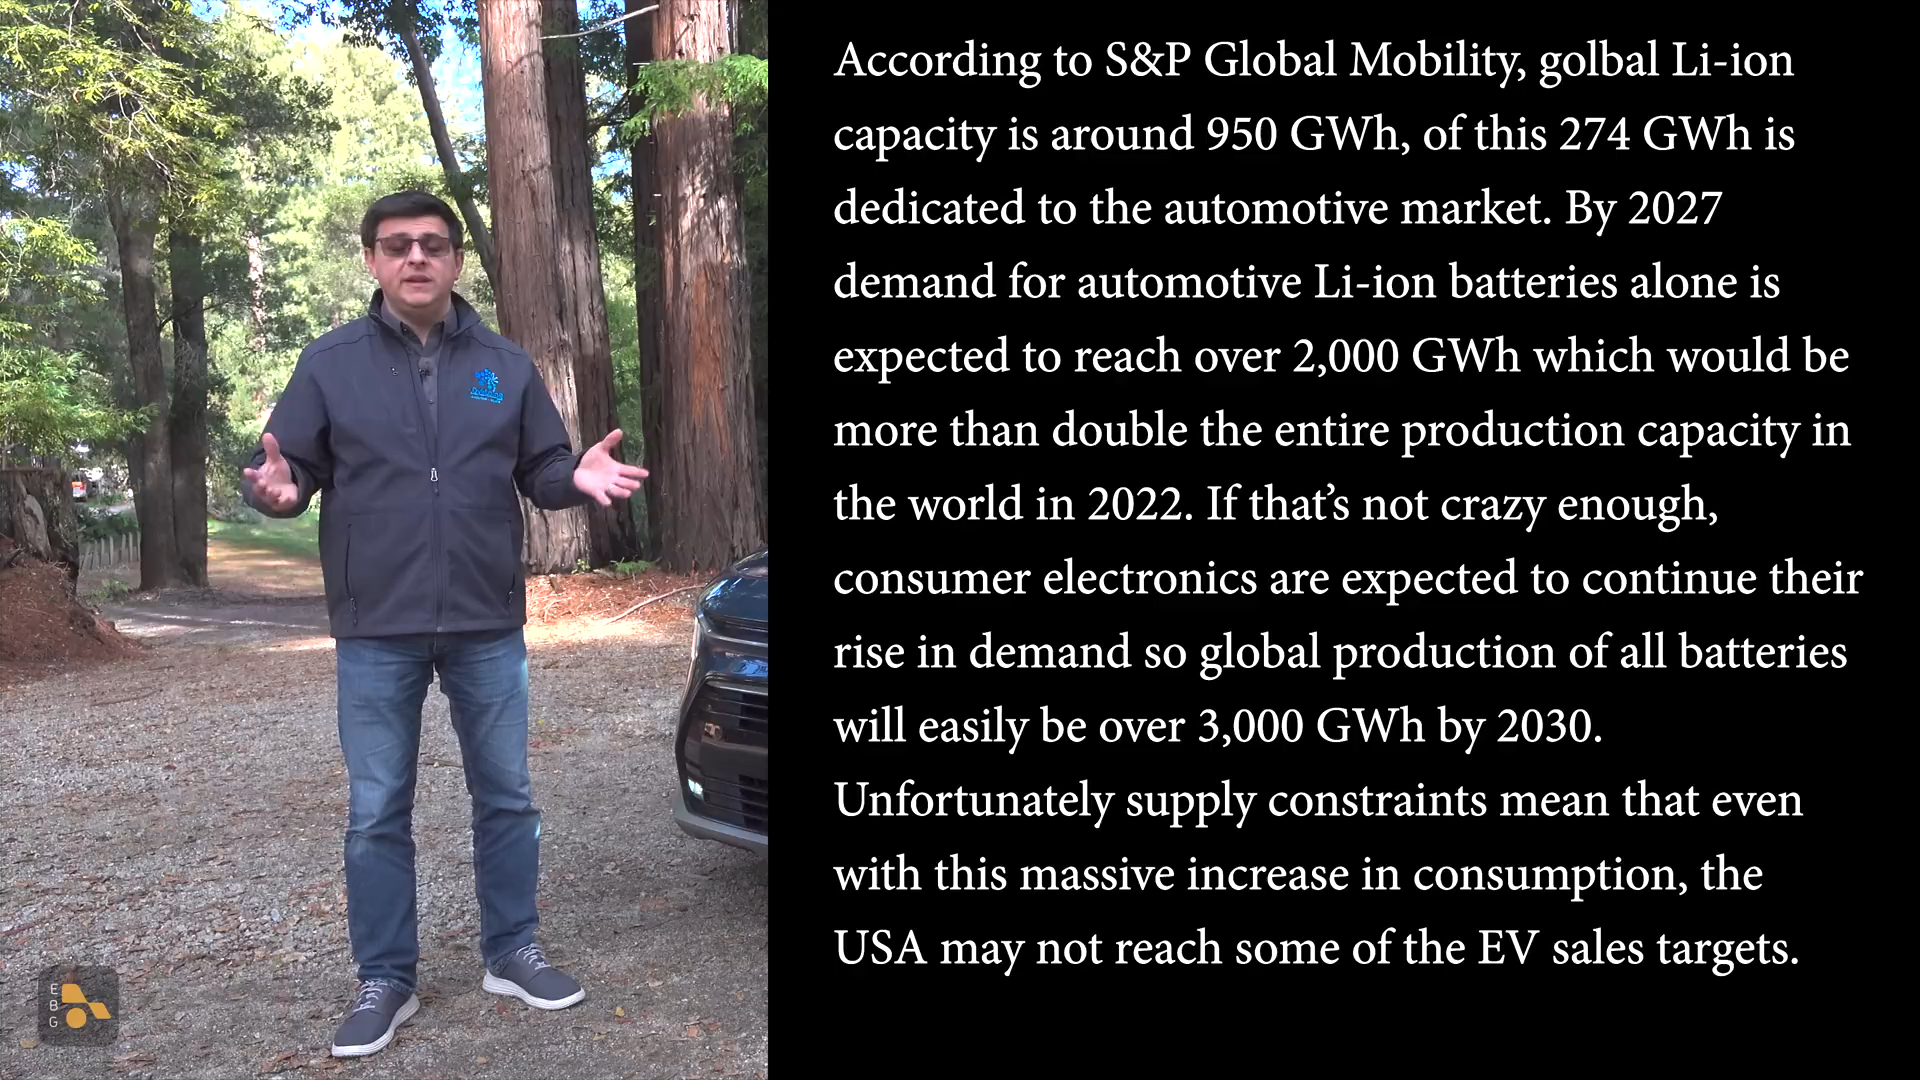 According to S&P Global Mobility, golbal Li-ion
capacity is around 950 GWh, of this 274 GWh is
dedicated to the automotive market. By 2027
demand for automotive Li-ion batteries alone is
expected to reach over 2,000 GWh which would be
more than double the entire production capacity in
the world in 2022. If that’s not crazy enough,
consumer electronics are expected to continue their
rise in demand so global production of all batteries
will easily be over 3,000 GWh by 2030.
Unfortunately supply constraints mean that even
with this massive increase in consumption, the
USA may not reach some of the EV sales targets.
E
B
G